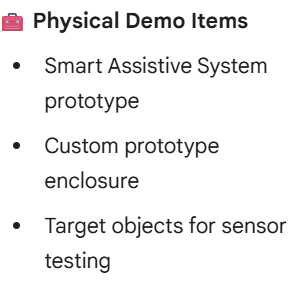 🧰 Physical Demo Items
• Smart Assistive System
prototype
• Custom prototype
enclosure
• Target objects for sensor
testing